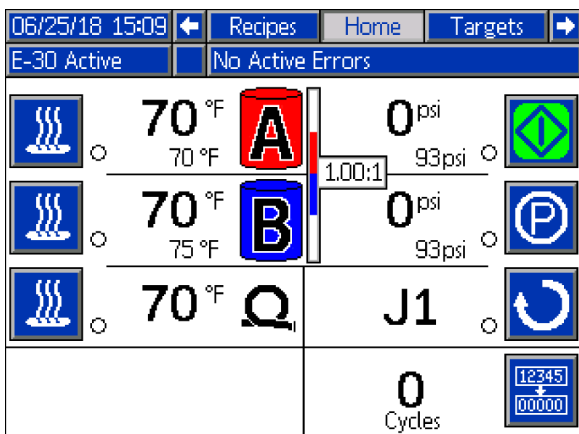 06/25/18 15:09 Recipes Home Targets
E-30 Active No Active Errors
70 °F A 0 psi
70 °F 93psi
1.00:1
70 °F B 0 psi P
75 °F 93psi
70 °F J1
0 12345
Cycles 00000